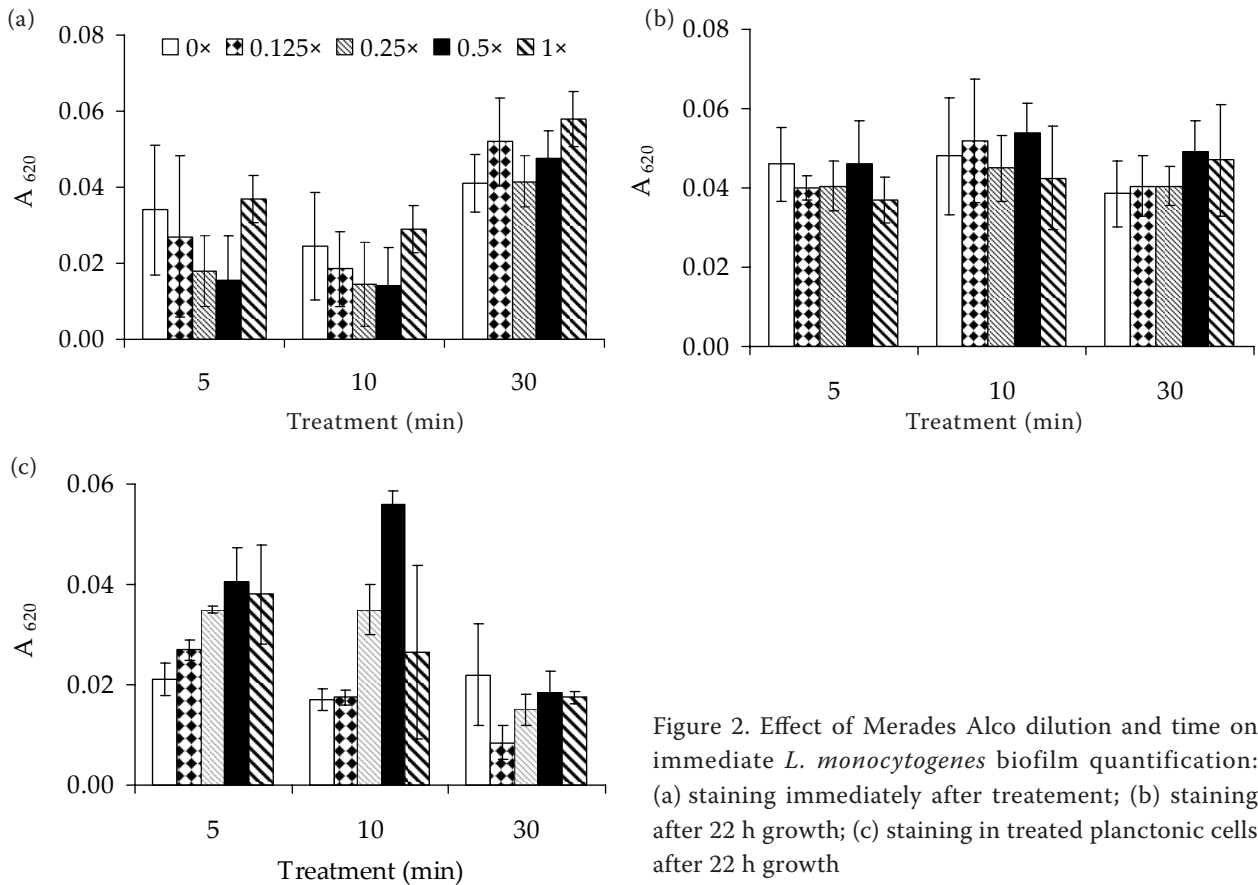 (a)
0.08
0× 0.125× 0.25× 0.5× 1×
0.06
0.04
0.02
0.00
A 620
5 10 30
Treatment (min)
(b)
0.08
0.06
0.04
0.02
0.00
A 620
5 10 30
Treatment (min)
(c)
0.06
0.04
0.02
0.00
A 620
5 10 30
Treatment (min)
Figure 2. Effect of Merades Alco dilution and time on
immediate L. monocytogenes biofilm quantification:
(a) staining immediately after treatement; (b) staining
after 22 h growth; (c) staining in treated planctonic cells
after 22 h growth